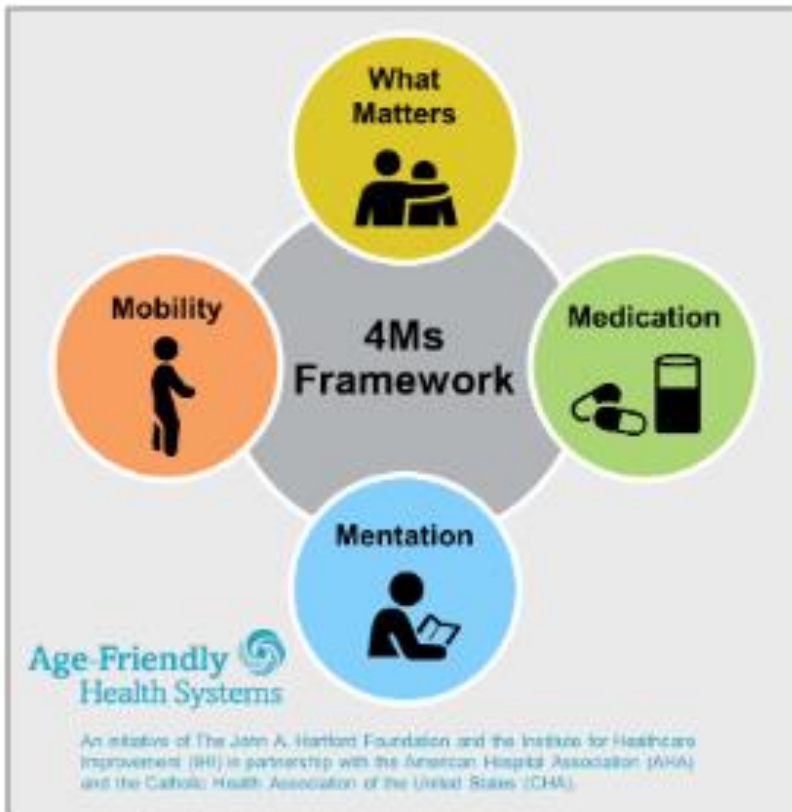 What
Matters
Mobility
4Ms
Framework
Medication
Mentation
Age-Friendly
Health Systems
An initiative of The John A. Hartford Foundation and the Institute for Healthcare
Improvement (IHI) in partnership with the American Hospital Association (AHA)
and the Catholic Health Association of the United States (CHA).